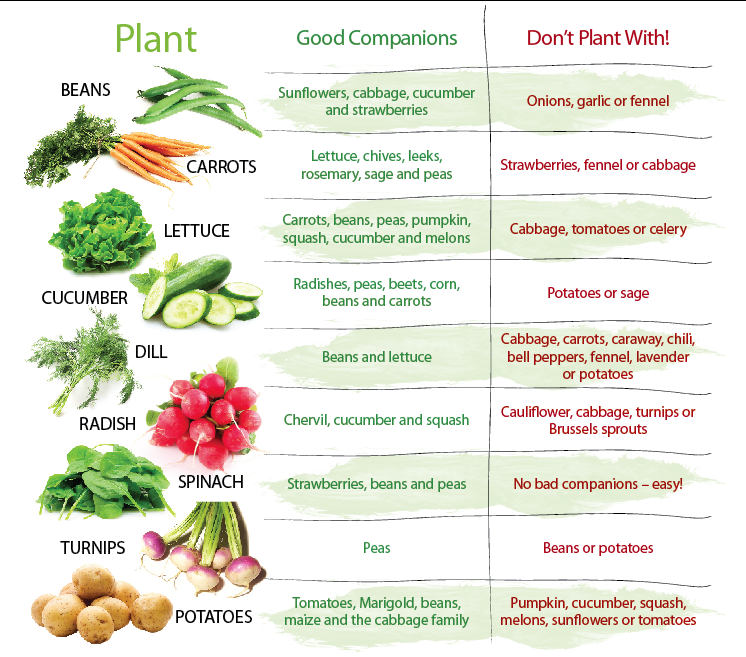 Plant
Good Companions
Don't Plant With!
BEANS
Sunflowers, cabbage, cucumber
and strawberries
Onions, garlic or fennel
CARROTS
Lettuce, chives, leeks,
rosemary, sage and peas
Strawberries, fennel or cabbage
LETTUCE
Carrots, beans, peas, pumpkin,
squash, cucumber and melons
Cabbage, tomatoes or celery
CUCUMBER
Radishes, peas, beets, corn,
beans and carrots
Potatoes or sage
DILL
Beans and lettuce
Cabbage, carrots, caraway, chili,
bell peppers, fennel, lavender
or potatoes
RADISH
Chervil, cucumber and squash
Cauliflower, cabbage, turnips or
Brussels sprouts
SPINACH
Strawberries, beans and peas
No bad companions – easy!
TURNIPS
Peas
Beans or potatoes
POTATOES
Tomatoes, Marigold, beans,
maize and the cabbage family
Pumpkin, cucumber, squash,
melons, sunflowers or tomatoes